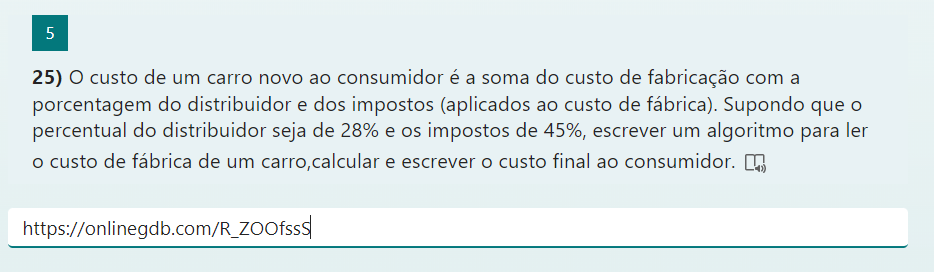 5
25) O custo de um carro novo ao consumidor é a soma do custo de fabricação com a
porcentagem do distribuidor e dos impostos (aplicados ao custo de fábrica). Supondo que o
percentual do distribuidor seja de 28% e os impostos de 45%, escrever um algoritmo para ler
o custo de fábrica de um carro,calcular e escrever o custo final ao consumidor.
https://onlinegdb.com/R_ZOOfssS